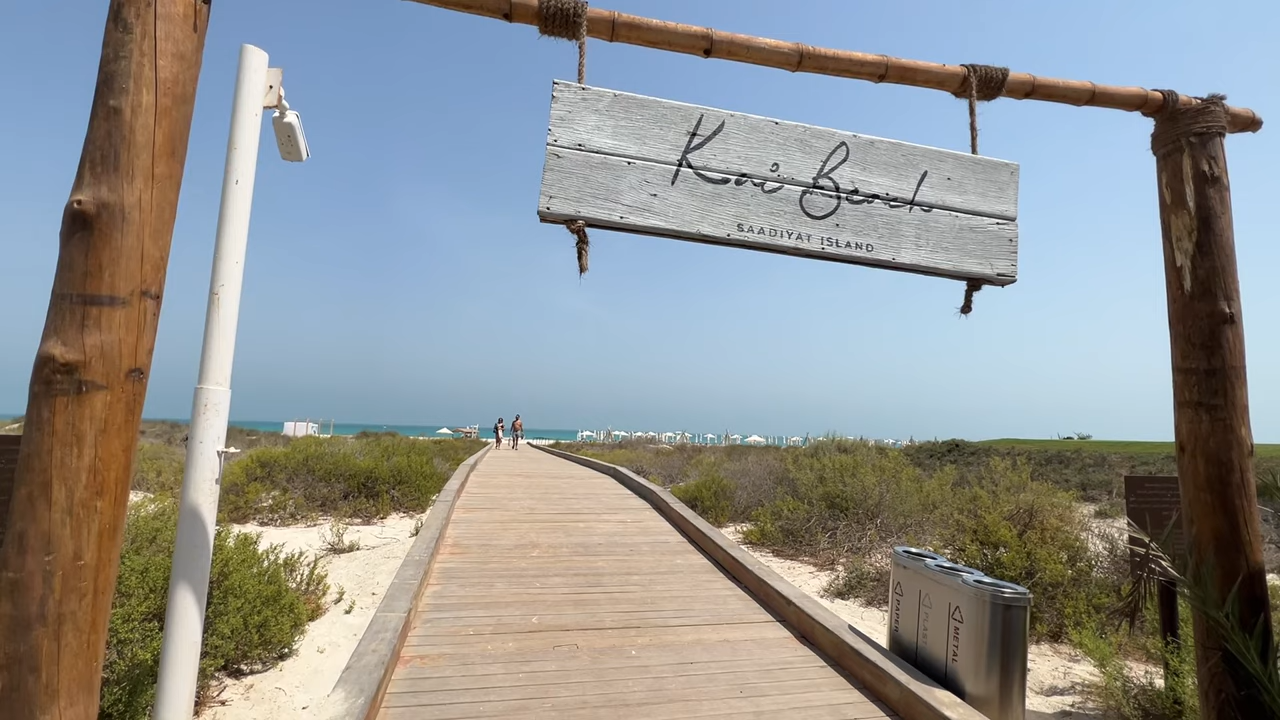 Kai Beach
SAADIYAT ISLAND
PAPER
PLASTIC
METAL